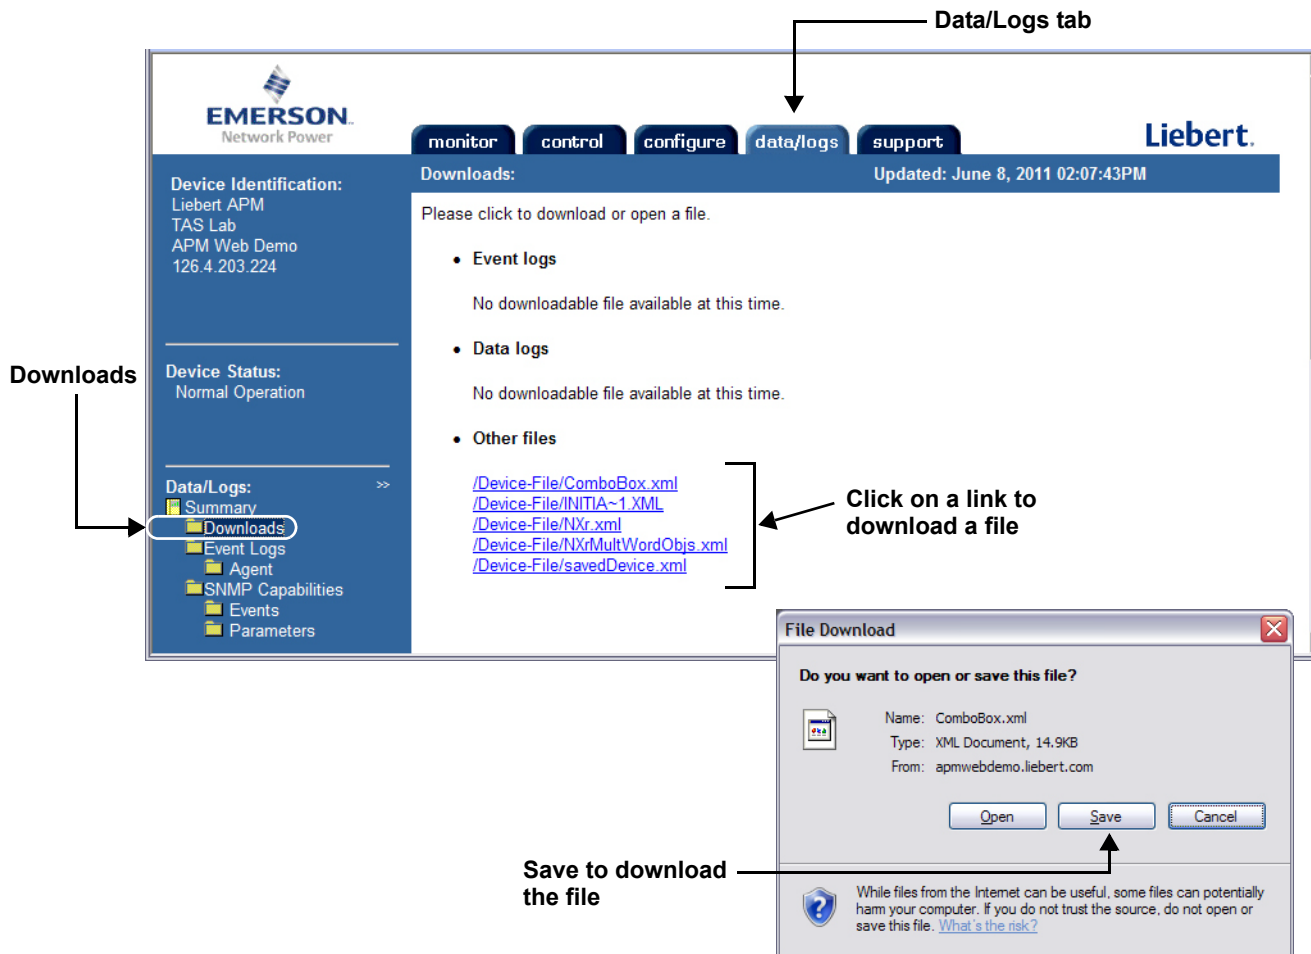 Data/Logs tab
EMERSON
Network Power
monitor
control
configure
data/logs
support
Liebert.
Device Identification:
Liebert APM
TAS Lab
APM Web Demo
126.4.203.224
Downloads:
Updated: June 8, 2011 02:07:43PM
Please click to download or open a file.
• Event logs
No downloadable file available at this time.
• Data logs
No downloadable file available at this time.
• Other files
/Device-File/ComboBox.xml
/Device-File/INITIA~1.XML
/Device-File/NXr.xml
/Device-File/NXrMultWordObjs.xml
/Device-File/savedDevice.xml
Click on a link to
download a file
Downloads
Device Status:
Normal Operation
Data/Logs: >>
Summary
Downloads
Event Logs
Agent
SNMP Capabilities
Events
Parameters
File Download
Do you want to open or save this file?
Name: ComboBox.xml
Type: XML Document, 14.9KB
From: apmwebdemo.liebert.com
Open
Save
Cancel
Save to download
the file
While files from the Internet can be useful, some files can potentially
harm your computer. If you do not trust the source, do not open or
save this file. What's the risk?